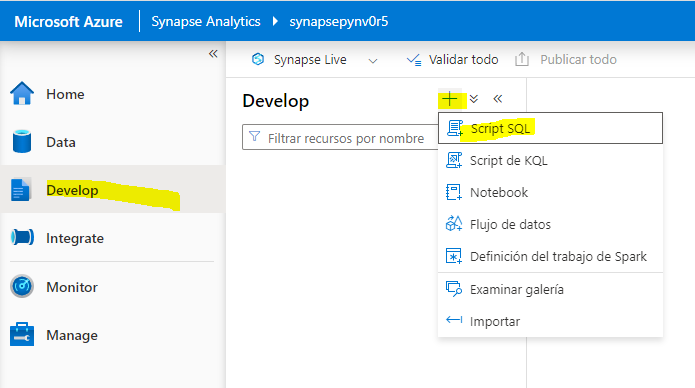 Microsoft Azure
Synapse Analytics
synapsepynv0r5
Synapse Live
Validar todo
Publicar todo
Home
Data
Develop
Integrate
Monitor
Manage
Develop
Filtrar recursos por nombre
Script SQL
Script de KQL
Notebook
Flujo de datos
Definición del trabajo de Spark
Examinar galería
Importar